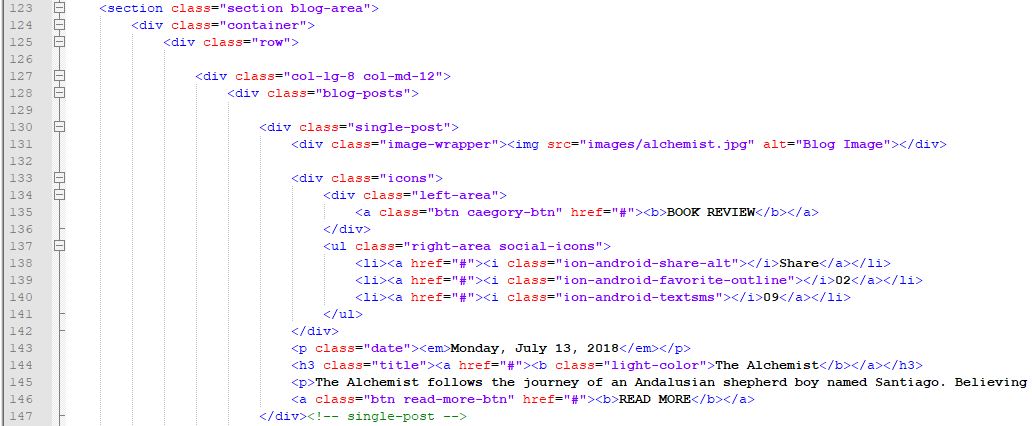 123 <section class="section blog-area">
124 <div class="container">
125 <div class="row">
126
127 <div class="col-lg-8 col-md-12">
128 <div class="blog-posts">
129
130 <div class="single-post">
131 <div class="image-wrapper"><img src="images/alchemist.jpg" alt="Blog Image"></div>
132
133 <div class="icons">
134 <div class="left-area">
135 <a class="btn caegory-btn" href="#"><b>BOOK REVIEW</b></a>
136 </div>
137 <ul class="right-area social-icons">
138 <li><a href="#"><i class="ion-android-share-alt"></i>Share</a></li>
139 <li><a href="#"><i class="ion-android-favorite-outline"></i>02</a></li>
140 <li><a href="#"><i class="ion-android-textsms"></i>09</a></li>
141 </ul>
142 </div>
143 <p class="date"><em>Monday, July 13, 2018</em></p>
144 <h3 class="title"><a href="#"><b class="light-color">The Alchemist</b></a></h3>
145 <p>The Alchemist follows the journey of an Andalusian shepherd boy named Santiago. Believing
146 <a class="btn read-more-btn" href="#"><b>READ MORE</b></a>
147 </div><!-- single-post -->